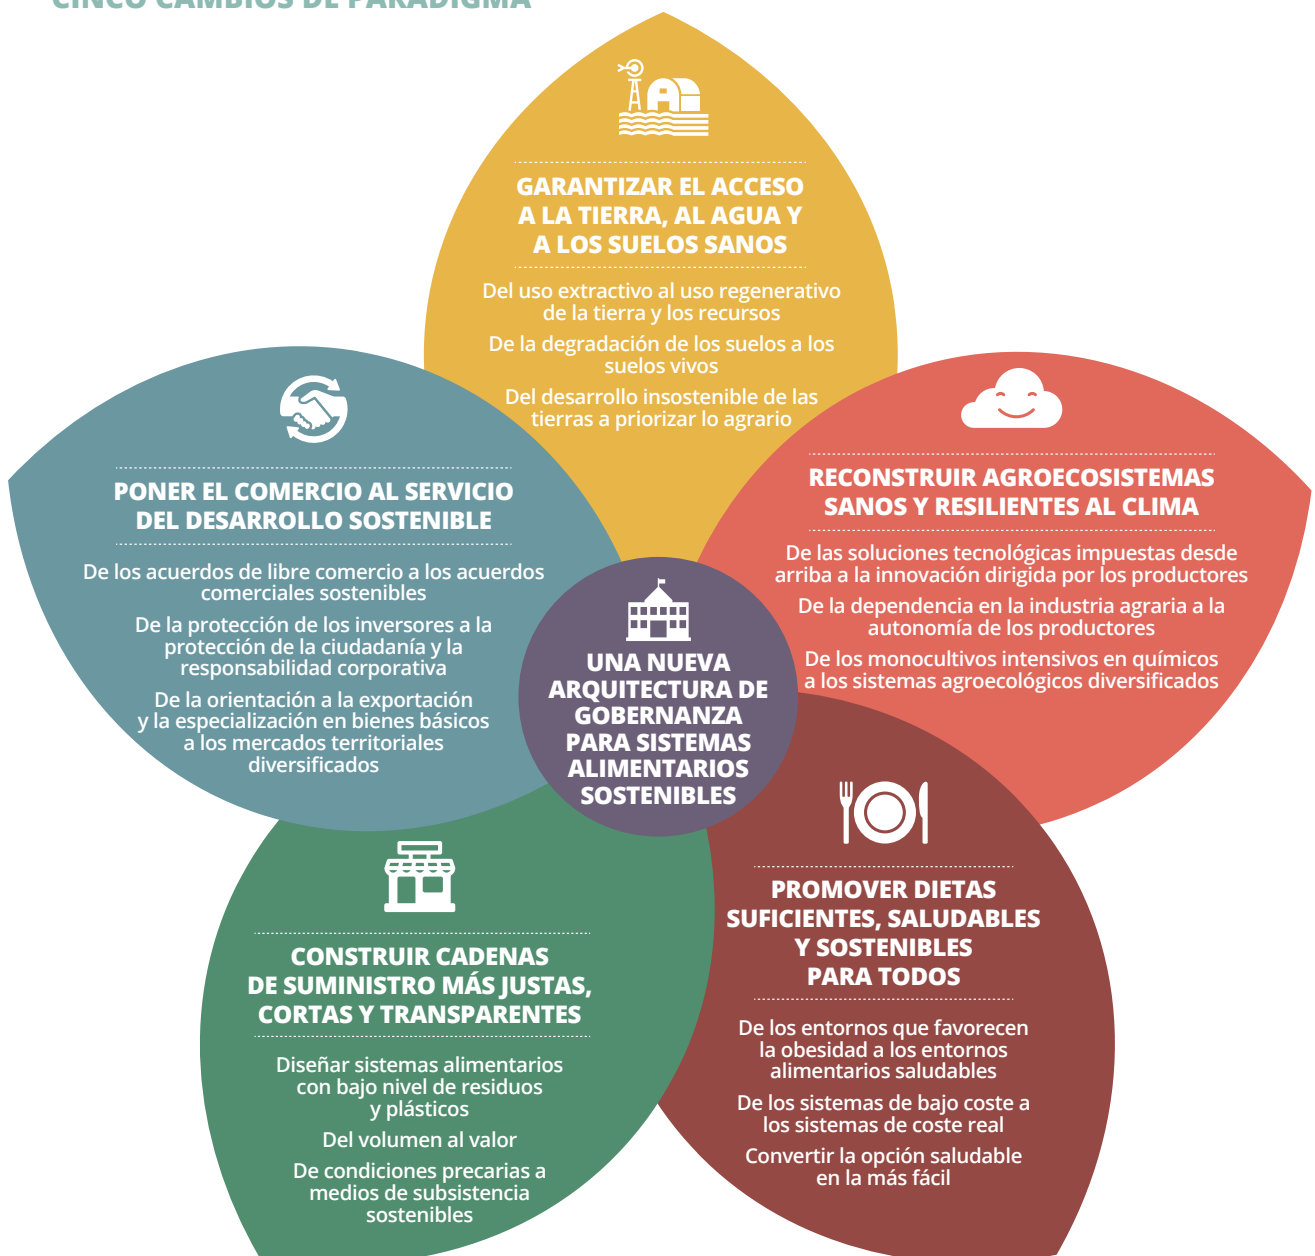 CINCO CAMBIOS DE PARADIGMA
GARANTIZAR EL ACCESO
A LA TIERRA, AL AGUA Y
A LOS SUELOS SANOS
Del uso extractivo al uso regenerativo
de la tierra y los recursos
De la degradación de los suelos a los
suelos vivos
Del desarrollo insostenible de las
tierras a priorizar lo agrario
PONER EL COMERCIO AL SERVICIO
DEL DESARROLLO SOSTENIBLE
De los acuerdos de libre comercio a los acuerdos
comerciales sostenibles
De la protección de los inversores a la
protección de la ciudadanía y la
responsabilidad corporativa
De la orientación a la exportación
y la especialización en bienes básicos
a los mercados territoriales
diversificados
RECONSTRUIR AGROECOSISTEMAS
SANOS Y RESILIENTES AL CLIMA
De las soluciones tecnológicas impuestas desde
arriba a la innovación dirigida por los productores
De la dependencia en la industria agraria a la
autonomía de los productores
De los monocultivos intensivos en químicos
a los sistemas agroecológicos diversificados
UNA NUEVA
ARQUITECTURA DE
GOBERNANZA
PARA SISTEMAS
ALIMENTARIOS
SOSTENIBLES
CONSTRUIR CADENAS
DE SUMINISTRO MÁS JUSTAS,
CORTAS Y TRANSPARENTES
Diseñar sistemas alimentarios
con bajo nivel de residuos
y plásticos
Del volumen al valor
De condiciones precarias a
medios de subsistencia
sostenibles
PROMOVER DIETAS
SUFICIENTES, SALUDABLES
Y SOSTENIBLES
PARA TODOS
De los entornos que favorecen
la obesidad a los entornos
alimentarios saludables
De los sistemas de bajo coste a
los sistemas de coste real
Convertir la opción saludable
en la más fácil